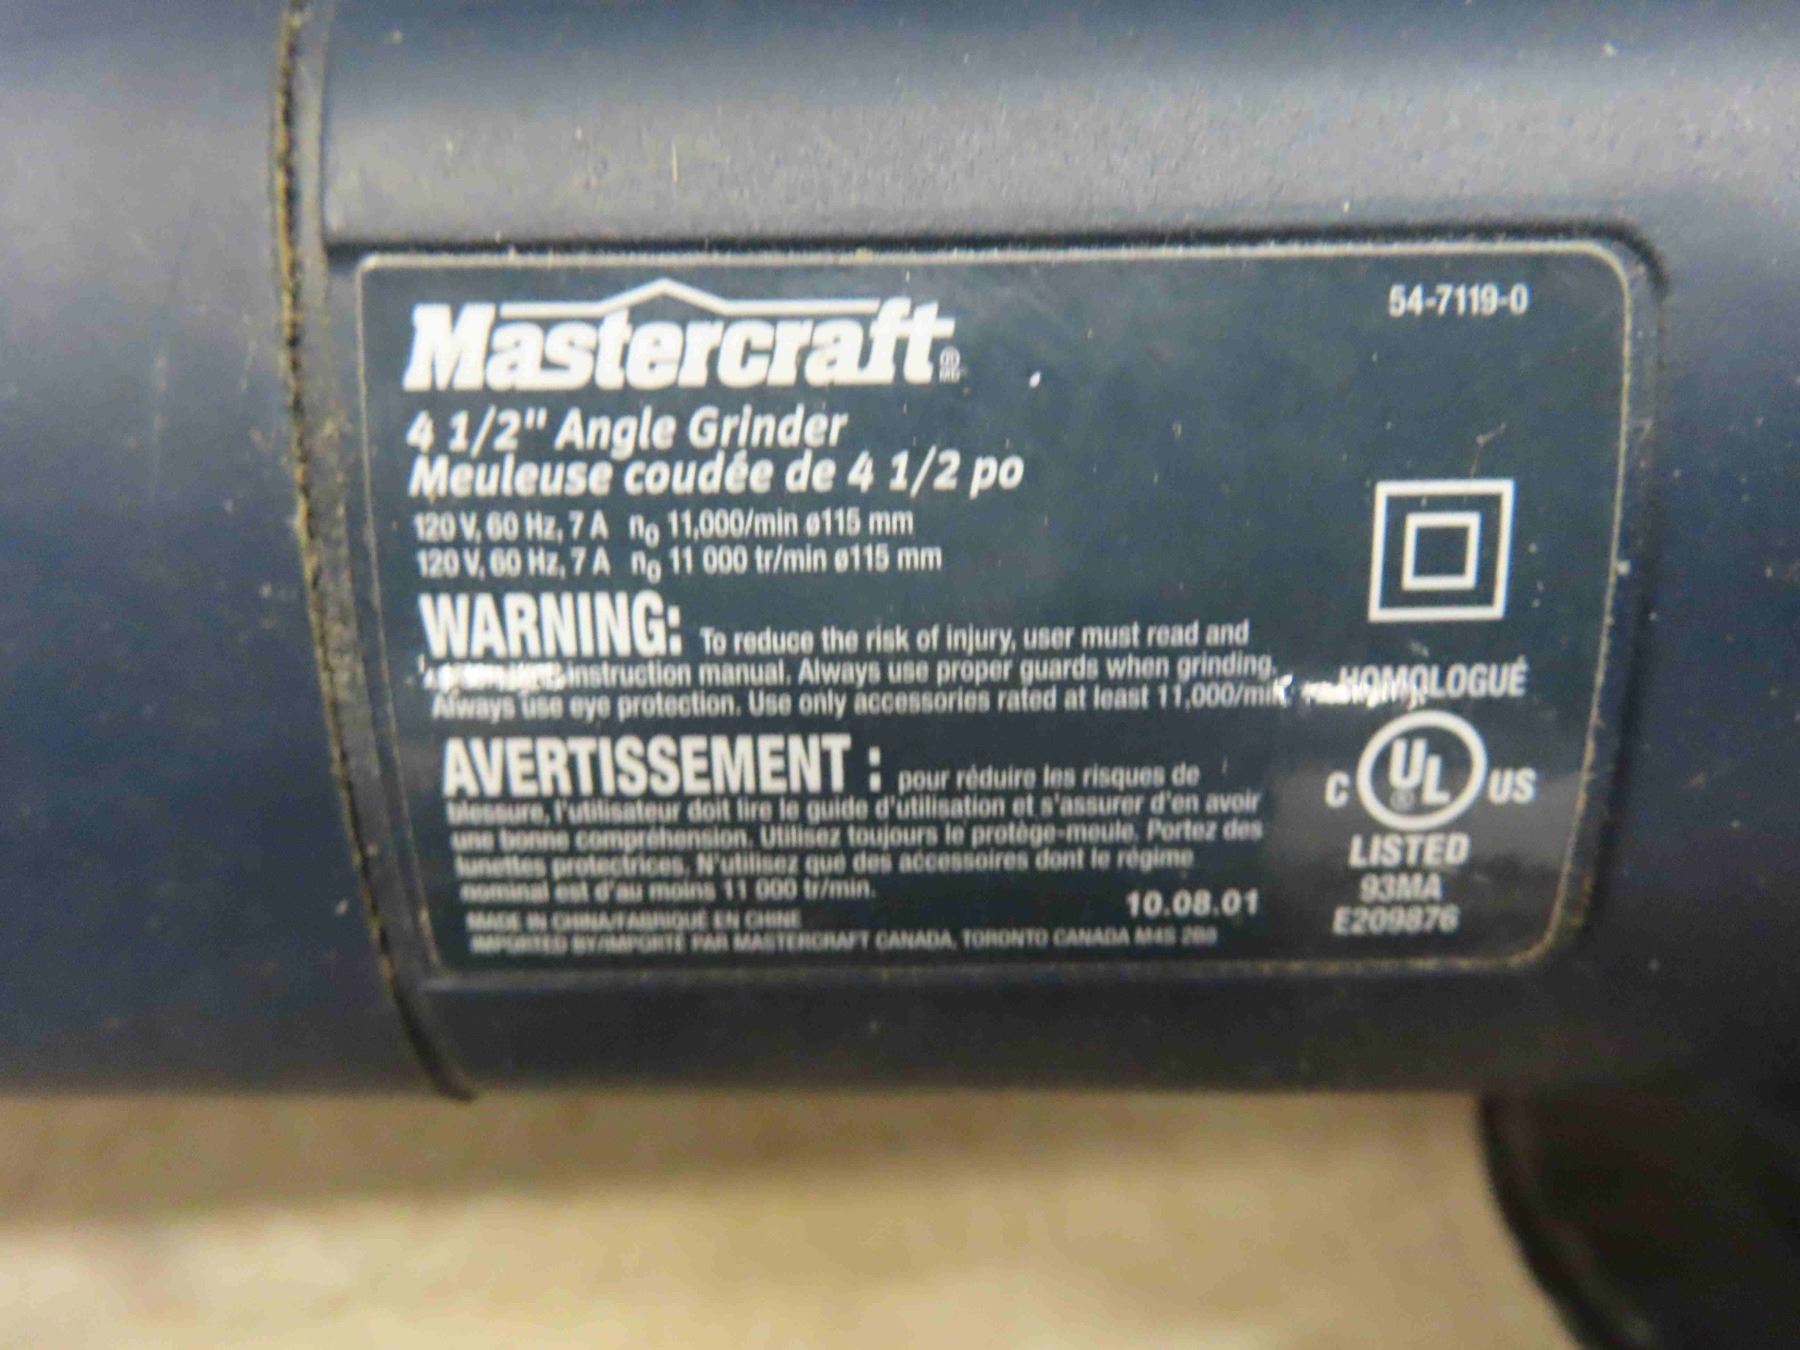 Mastercraft®
54-7119-0
4 1/2" Angle Grinder
Meuleuse coudée de 4 1/2 po
120 V, 60 Hz, 7 A n0 11,000/min ø115 mm
120 V, 60 Hz, 7 A n0 11 000 tr/min ø115 mm
WARNING: To reduce the risk of injury, user must read and
instruction manual. Always use proper guards when grinding.
Always use eye protection. Use only accessories rated at least 11,000/min
AVERTISSEMENT : pour réduire les risques de
blessure, l'utilisateur doit lire le guide d'utilisation et s'assurer d'en avoir
une bonne compréhension. Utilisez toujours le protège-meule. Portez des
lunettes protectrices. N'utilisez que des accessoires dont le régime
nominal est d'au moins 11 000 tr/min.
10.08.01
MADE IN CHINA/FABRIQUÉ EN CHINE
IMPORTED BY/IMPORTÉ PAR MASTERCRAFT CANADA, TORONTO CANADA M4S 2B8
HOMOLOGUÉ
C UL® US
LISTED
93MA
E209876